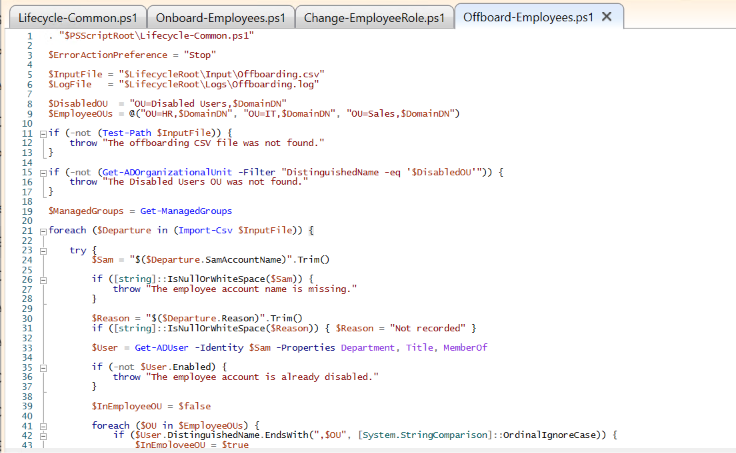 Lifecycle-Common.ps1 Onboard-Employees.ps1 Change-EmployeeRole.ps1 Offboard-Employees.ps1 X
1 . "$PSScriptRoot\Lifecycle-Common.ps1"
2
3 $ErrorActionPreference = "Stop"
4
5 $InputFile = "$LifecycleRoot\Input\Offboarding.csv"
6 $LogFile = "$LifecycleRoot\Logs\Offboarding.log"
7
8 $DisabledOU = "OU=Disabled Users,$DomainDN"
9 $EmployeeOUs = @("OU=HR,$DomainDN", "OU=IT,$DomainDN", "OU=Sales,$DomainDN")
10
11 if (-not (Test-Path $InputFile)) {
12 throw "The offboarding CSV file was not found."
13 }
14
15 if (-not (Get-ADOrganizationalUnit -Filter "DistinguishedName -eq '$DisabledOU'")) {
16 throw "The Disabled Users OU was not found."
17 }
18
19 $ManagedGroups = Get-ManagedGroups
20
21 foreach ($Departure in (Import-Csv $InputFile)) {
22
23 try {
24 $Sam = "$($Departure.SamAccountName)".Trim()
25
26 if ([string]::IsNullOrWhiteSpace($Sam)) {
27 throw "The employee account name is missing."
28 }
29
30 $Reason = "$($Departure.Reason)".Trim()
31 if ([string]::IsNullOrWhiteSpace($Reason)) { $Reason = "Not recorded" }
32
33 $User = Get-ADUser -Identity $Sam -Properties Department, Title, MemberOf
34
35 if (-not $User.Enabled) {
36 throw "The employee account is already disabled."
37 }
38
39 $InEmployeeOU = $false
40
41 foreach ($OU in $EmployeeOUs) {
42 if ($User.DistinguishedName.EndsWith(",$OU", [System.StringComparison]::OrdinalIgnoreCase)) {
43 $InEmployeeOU = $true